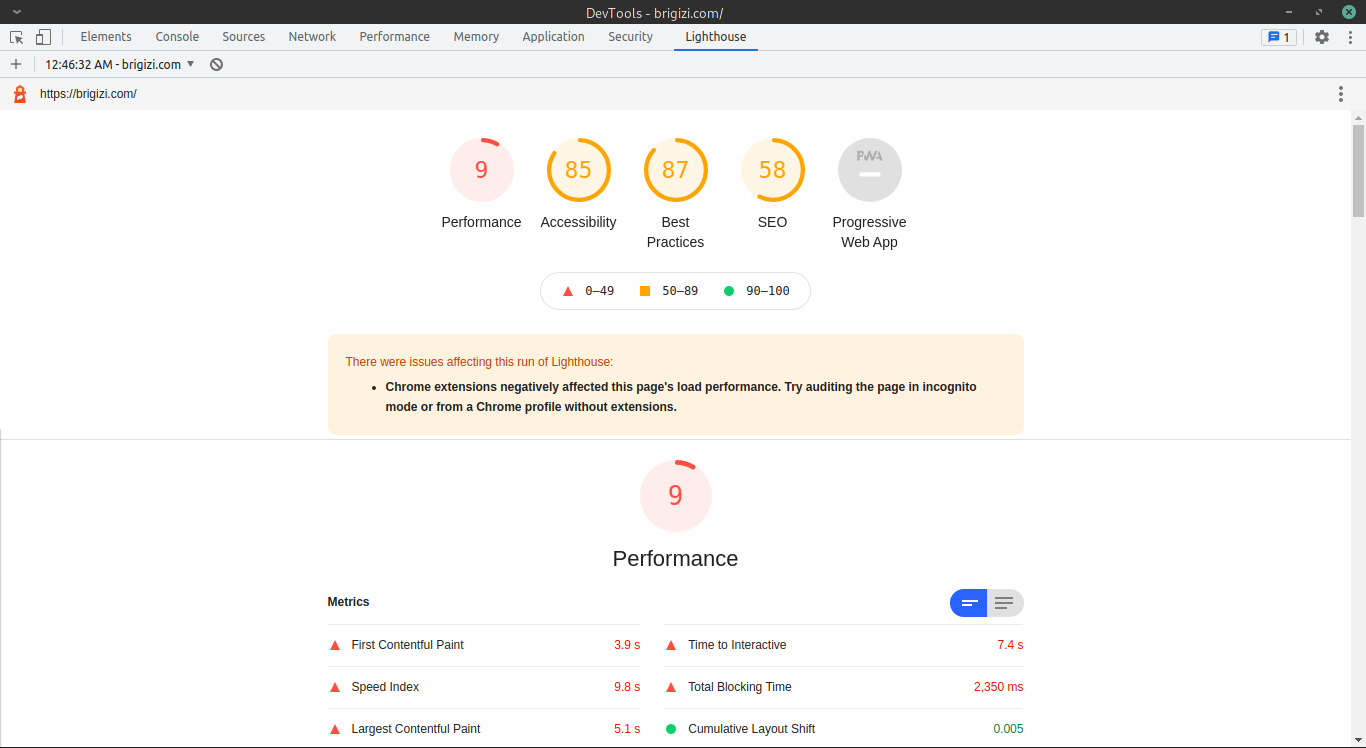 DevTools - brigizi.com/
Elements Console Sources Network Performance Memory Application Security Lighthouse 1
12:46:32 AM - brigizi.com
https://brigizi.com/
9 85 87 58 PWA
Performance Accessibility Best Practices SEO Progressive Web App
0–49 50–89 90–100
There were issues affecting this run of Lighthouse:
• Chrome extensions negatively affected this page's load performance. Try auditing the page in incognito
mode or from a Chrome profile without extensions.
9
Performance
Metrics
First Contentful Paint 3.9 s Time to Interactive 7.4 s
Speed Index 9.8 s Total Blocking Time 2,350 ms
Largest Contentful Paint 5.1 s Cumulative Layout Shift 0.005